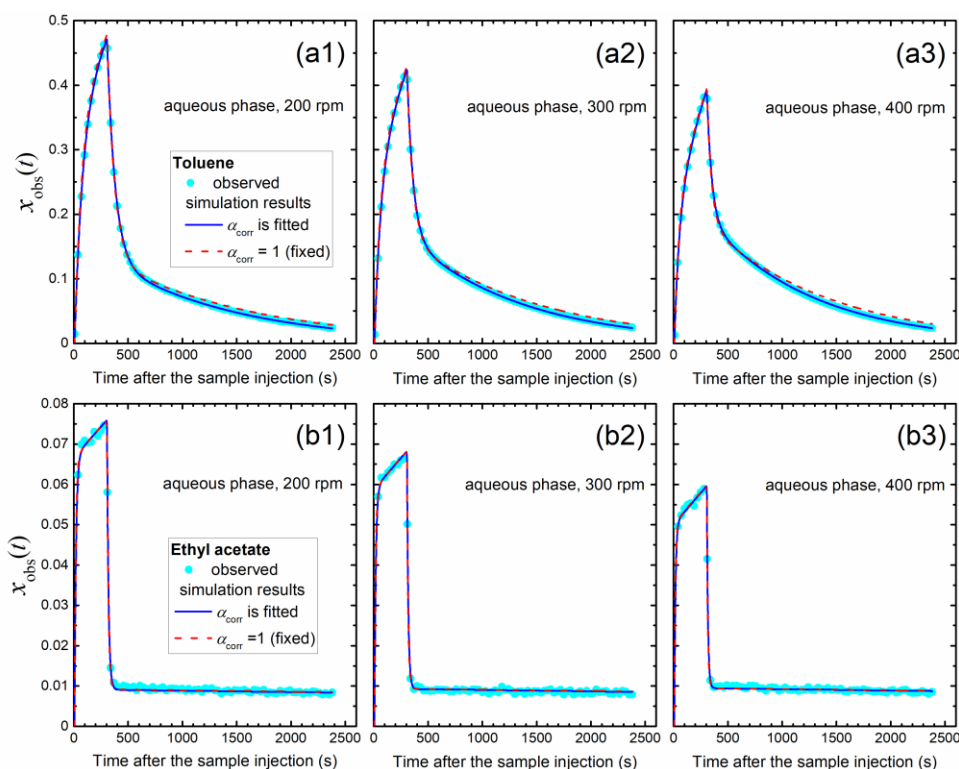 (a1)
aqueous phase, 200 rpm
Toluene
observed
simulation results
αcorr is fitted
αcorr = 1 (fixed)
xobs(t)
0.5
0.4
0.3
0.2
0.1
0
0 500 1000 1500 2000 2500
Time after the sample injection (s)
(a2)
aqueous phase, 300 rpm
0 500 1000 1500 2000 2500
Time after the sample injection (s)
(a3)
aqueous phase, 400 rpm
0 500 1000 1500 2000 2500
Time after the sample injection (s)
(b1)
aqueous phase, 200 rpm
Ethyl acetate
observed
simulation results
αcorr is fitted
αcorr =1 (fixed)
xobs(t)
0.08
0.07
0.06
0.05
0.04
0.03
0.02
0.01
0
0 500 1000 1500 2000 2500
Time after the sample injection (s)
(b2)
aqueous phase, 300 rpm
0 500 1000 1500 2000 2500
Time after the sample injection (s)
(b3)
aqueous phase, 400 rpm
0 500 1000 1500 2000 2500
Time after the sample injection (s)